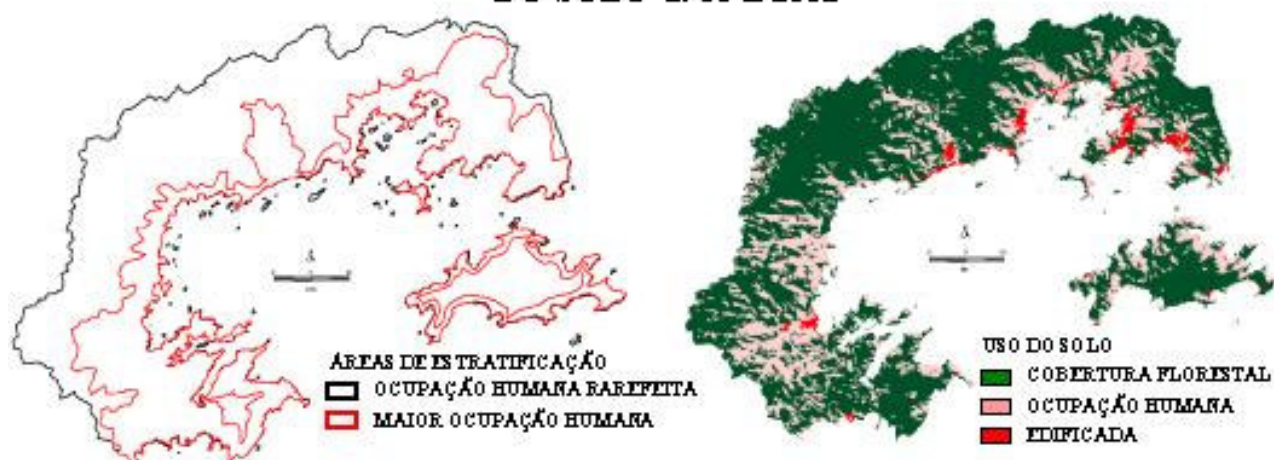 ÁREAS DE ESTRATIFICAÇÃO
OCUPAÇÃO HUMANA RAREFEITA
MAIOR OCUPAÇÃO HUMANA
USO DO SOLO
COBERTURA FLORESTAL
OCUPAÇÃO HUMANA
EDIFICADA